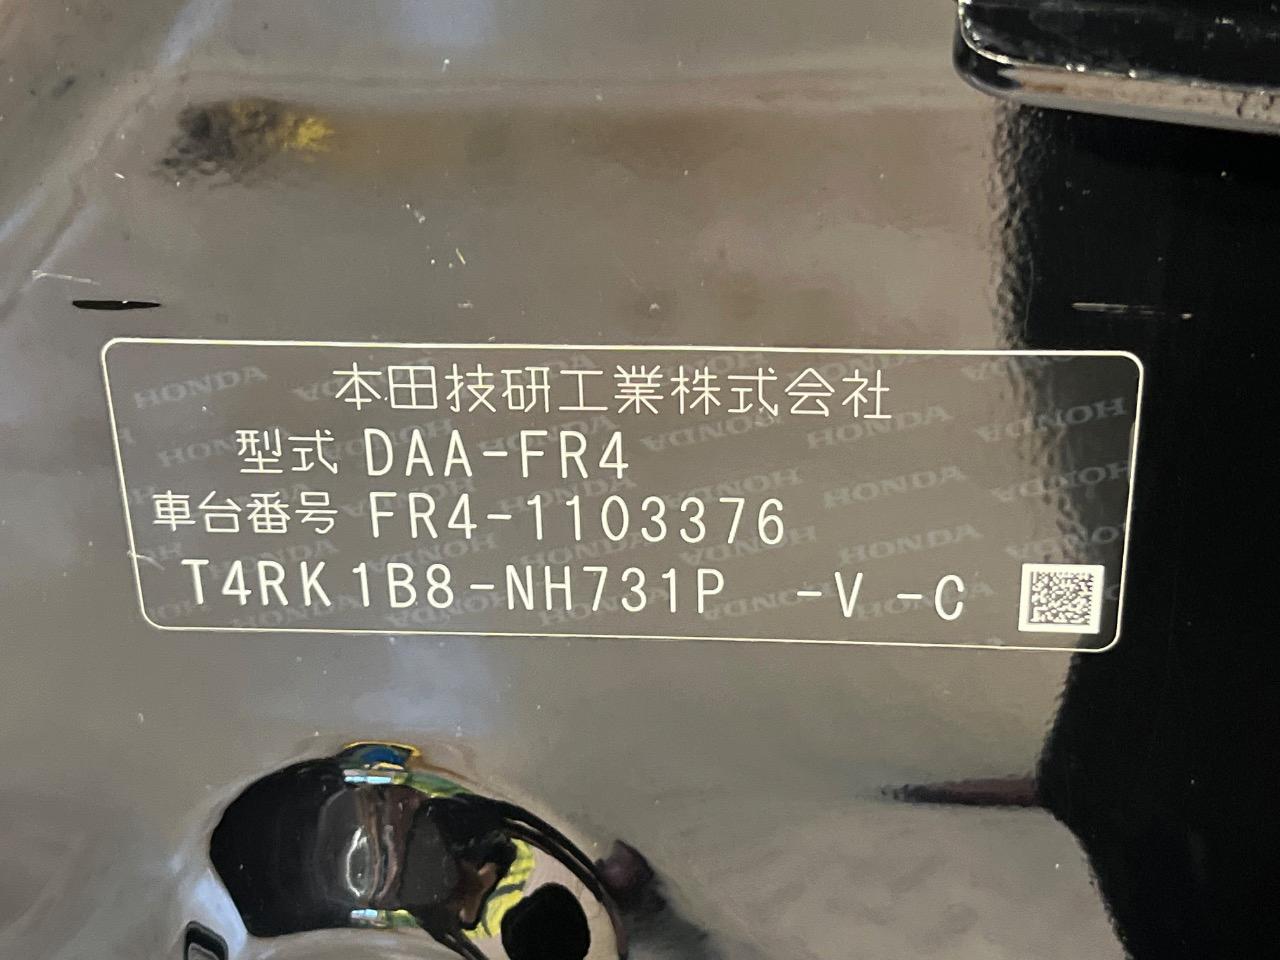 本田技研工業株式会社
型式 DAA-FR4
車台番号 FR4-1103376
T4RK1B8-NH731P -V -C